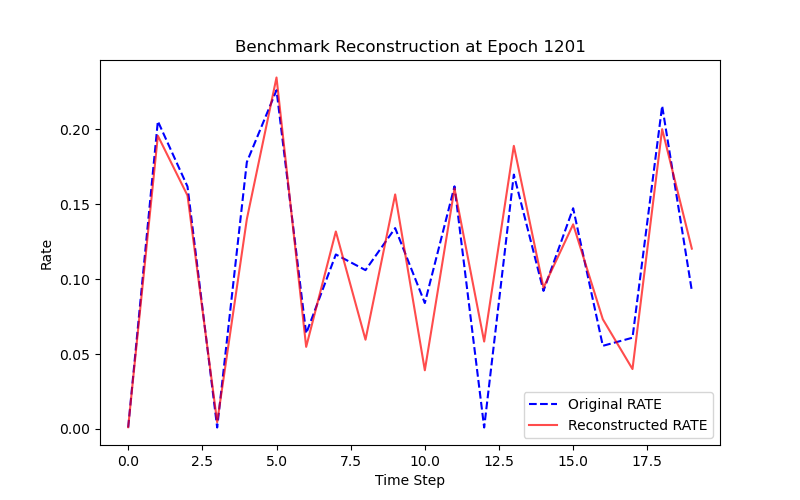 Benchmark Reconstruction at Epoch 1201
Rate
0.20
0.15
0.10
0.05
0.00
Original RATE
Reconstructed RATE
0.0 2.5 5.0 7.5 10.0 12.5 15.0 17.5
Time Step